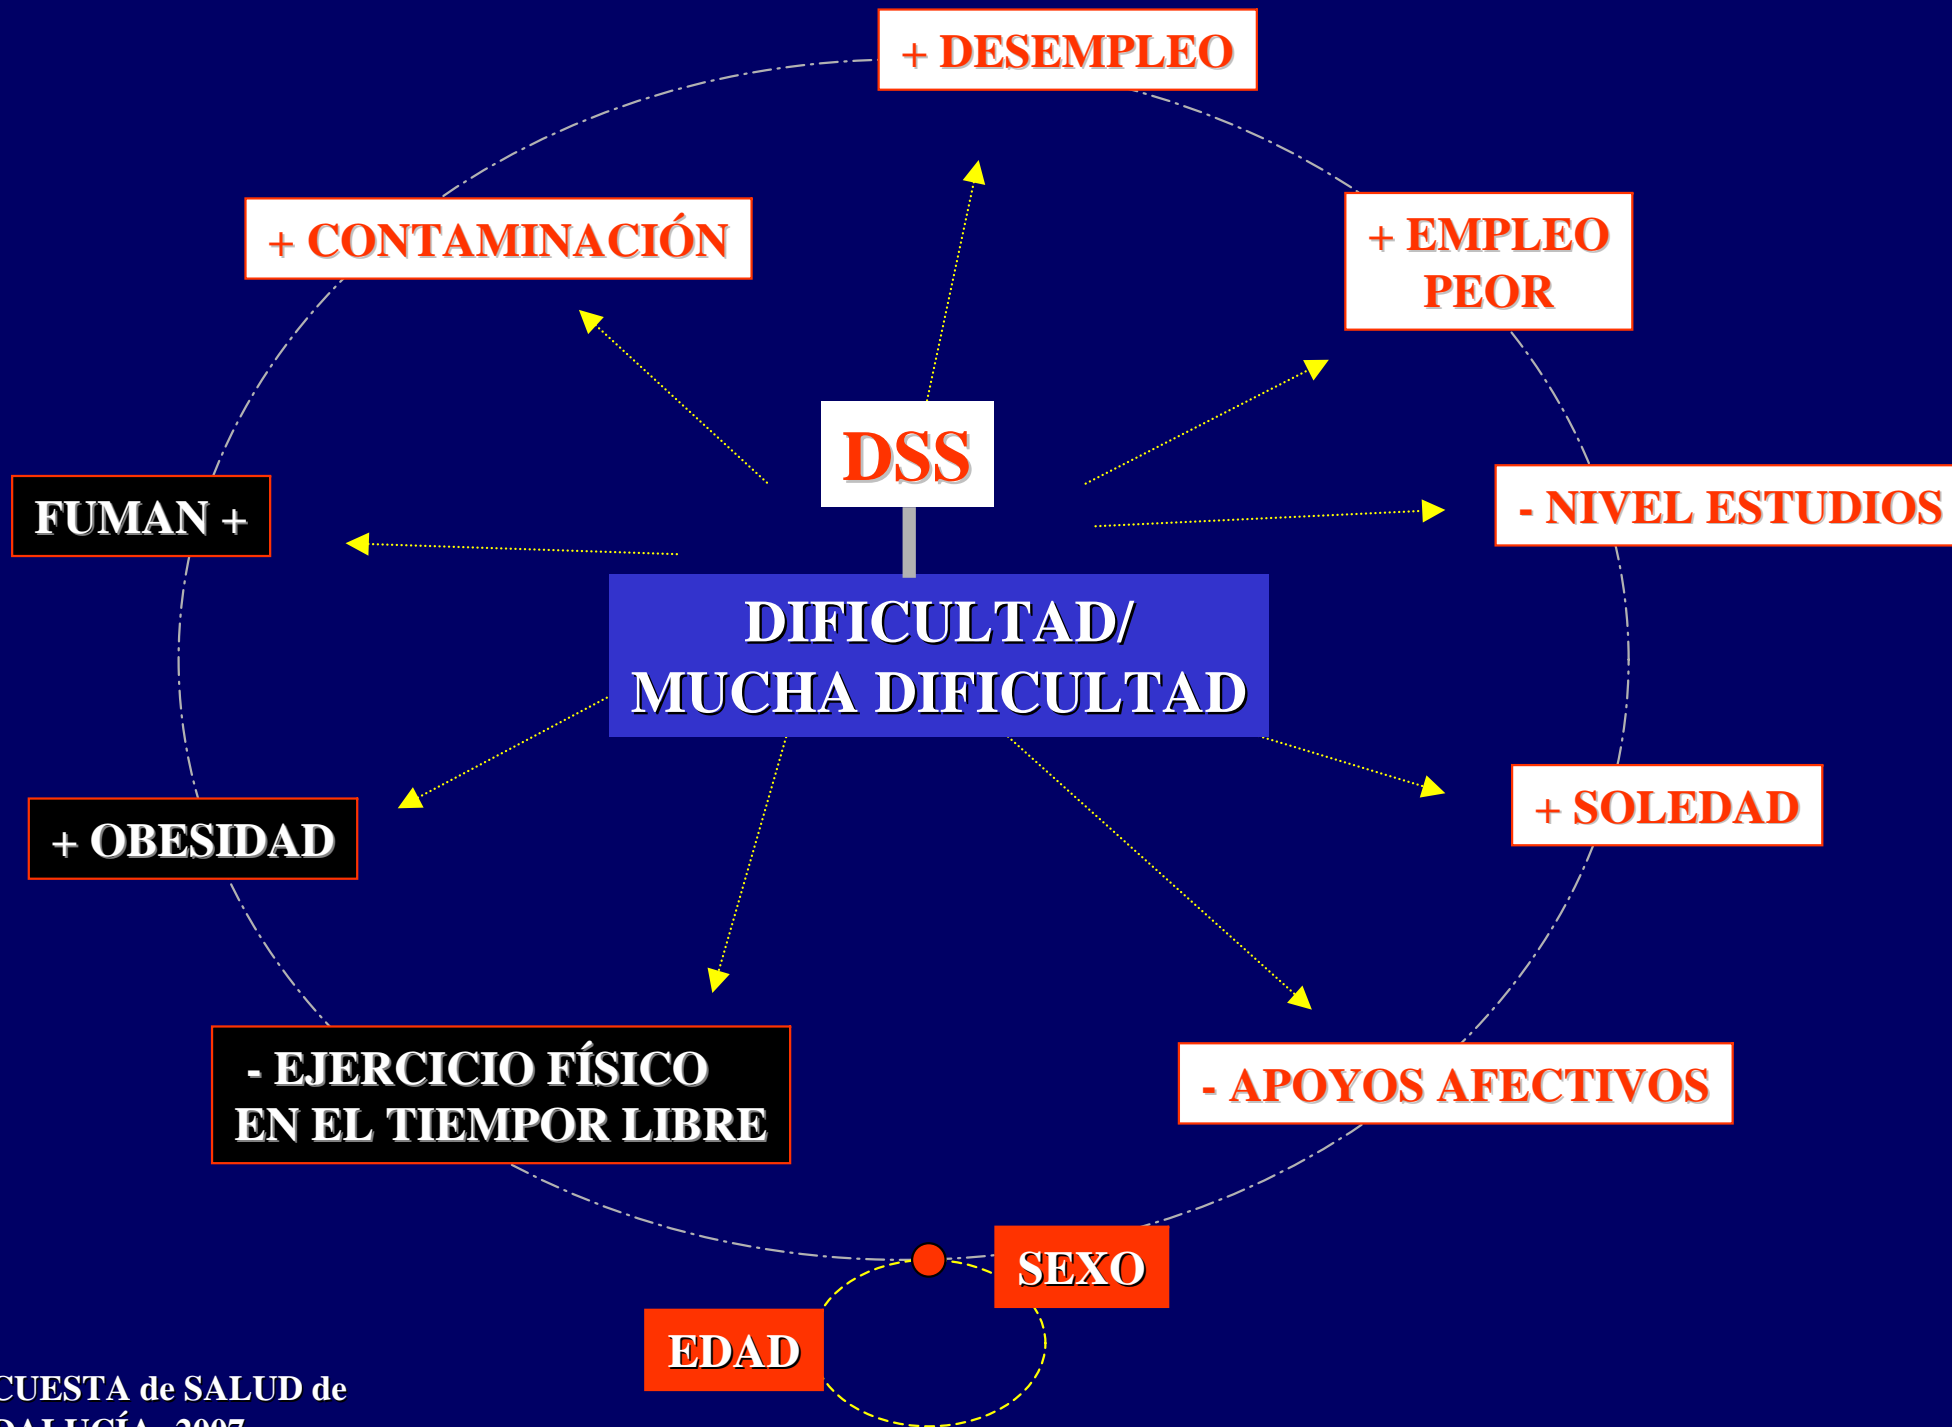 + DESEMPLEO
+ CONTAMINACIÓN
+ EMPLEO
PEOR
DSS
FUMAN +
- NIVEL ESTUDIOS
DIFICULTAD/
MUCHA DIFICULTAD
+ OBESIDAD
+ SOLEDAD
- EJERCICIO FÍSICO
EN EL TIEMPOR LIBRE
- APOYOS AFECTIVOS
SEXO
EDAD
CUESTA de SALUD de
2007